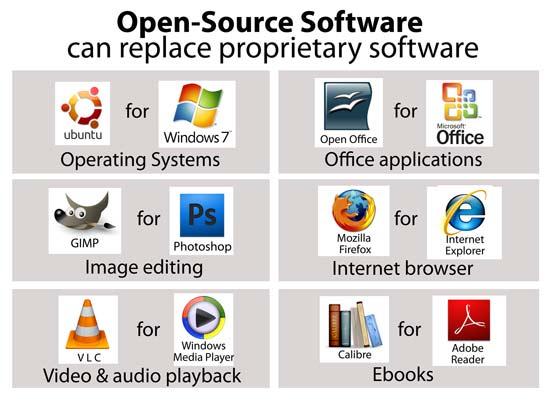 Open-Source Software
can replace proprietary software
ubuntu
for
Windows 7
Operating Systems
Open Office
for
Microsoft
Office
Office applications
GIMP
for
Ps
Photoshop
Image editing
Mozilla
Firefox
for
Internet
Explorer
Internet browser
VLC
for
Windows
Media Player
Video & audio playback
Calibre
for
Adobe
Reader
Ebooks